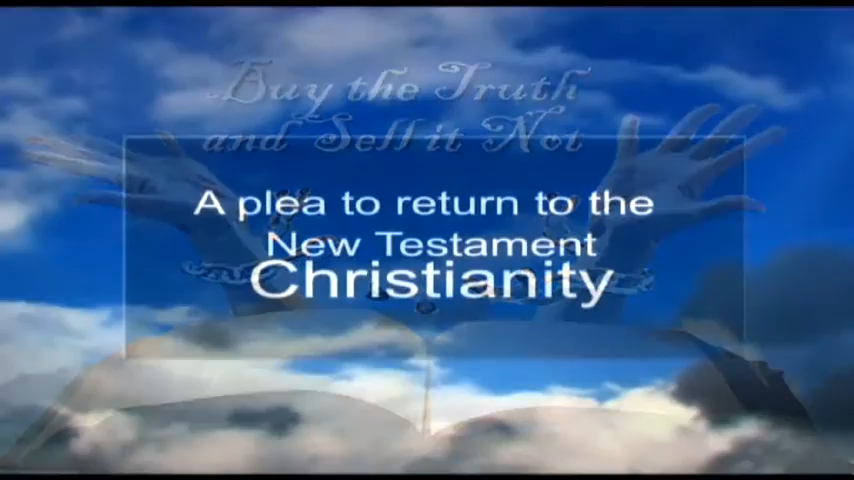 Buy the Truth
and Sell it Not
A plea to return to the
New Testament
Christianity